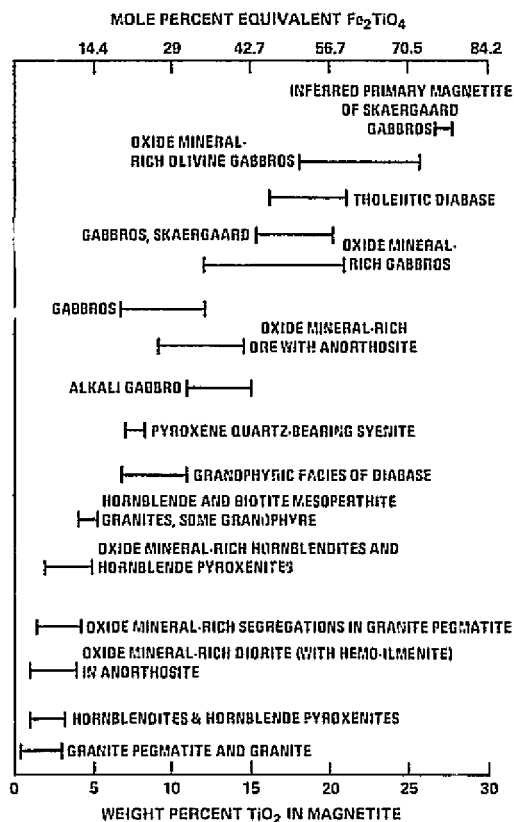 MOLE PERCENT EQUIVALENT Fe₂TiO₄
14.4 29 42.7 56.7 70.5 84.2
INFERRED PRIMARY MAGNETITE
OF SKAERGAARD
GABBROS
OXIDE MINERAL-
RICH OLIVINE GABBROS
THOLEIITIC DIABASE
GABBROS, SKAERGAARD
OXIDE MINERAL-
RICH GABBROS
GABBROS
OXIDE MINERAL-RICH
ORE WITH ANORTHOSITE
ALKALI GABBRO
PYROXENE QUARTZ-BEARING SYENITE
GRANOPHYRIC FACIES OF DIABASE
HORNBLENDE AND BIOTITE MESOPERTHITE
GRANITES, SOME GRANOPHYRE
OXIDE MINERAL-RICH HORNBLENDITES AND
HORNBLENDE PYROXENITES
OXIDE MINERAL-RICH SEGREGATIONS IN GRANITE PEGMATITE
OXIDE MINERAL-RICH DIORITE (WITH HEMO-ILMENITE)
IN ANORTHOSITE
HORNBLENDITES & HORNBLENDE PYROXENITES
GRANITE PEGMATITE AND GRANITE
0 5 10 15 20 25 30
WEIGHT PERCENT TiO₂ IN MAGNETITE